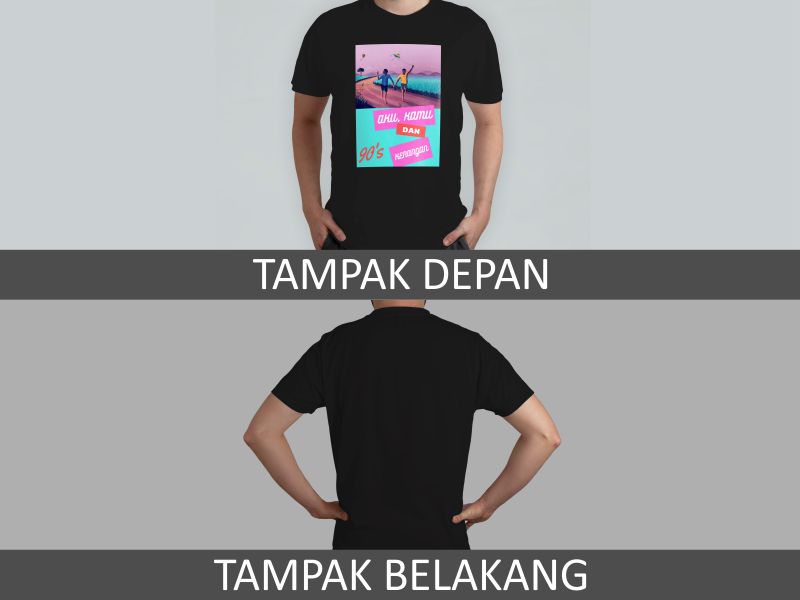 aku, kamu
DAN
90's kenangan
TAMPAK DEPAN
TAMPAK BELAKANG